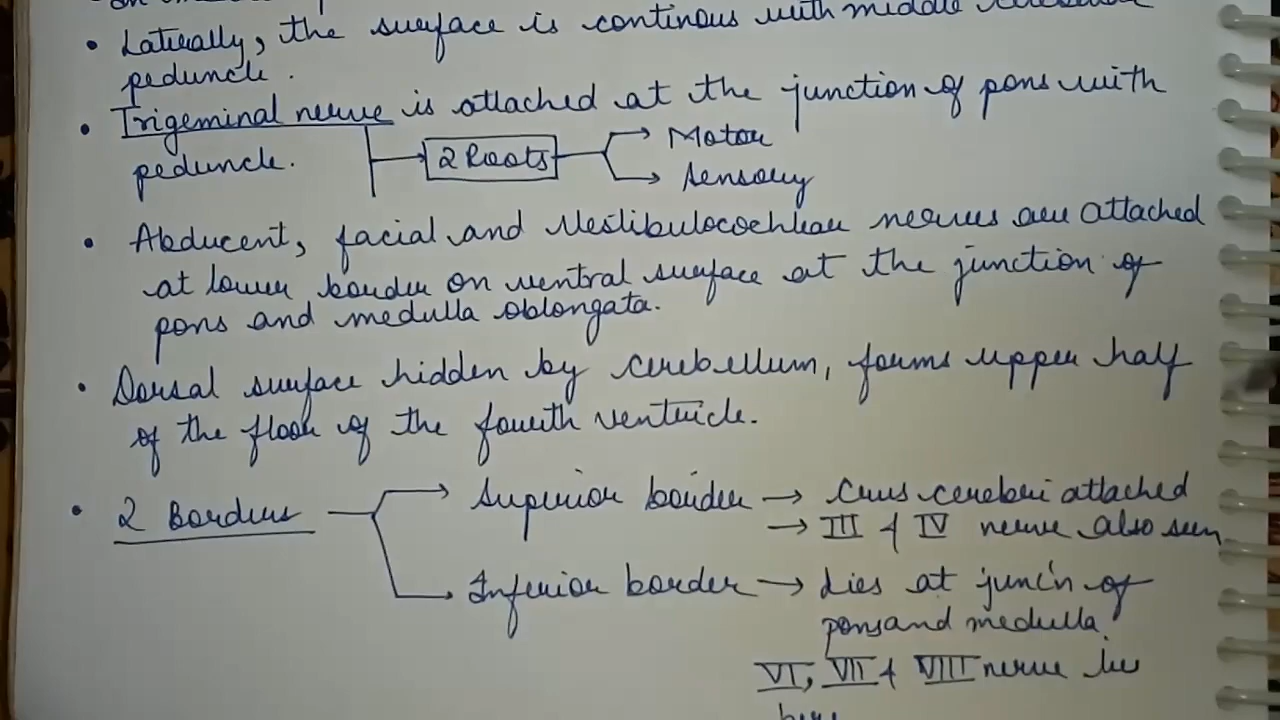 • Laterally, the surface is continous with middle
peduncle.
• Trigeminal nerve is attached at the junction of pons with
peduncle.
2 Roots
Motor
Sensory
• Abducent, facial and Vestibulocochlear nerves are attached
at lower border on ventral surface at the junction of
pons and medulla oblongata.
• Dorsal surface hidden by cerebellum, forms upper half
of the floor of the fourth ventricle.
• 2 Borders
Superior border → Crus cerebri attached
→ III & IV nerve also seen
Inferior border → Lies at junc'n of
pons and medulla.
VI, VII & VIII nerve lies
here